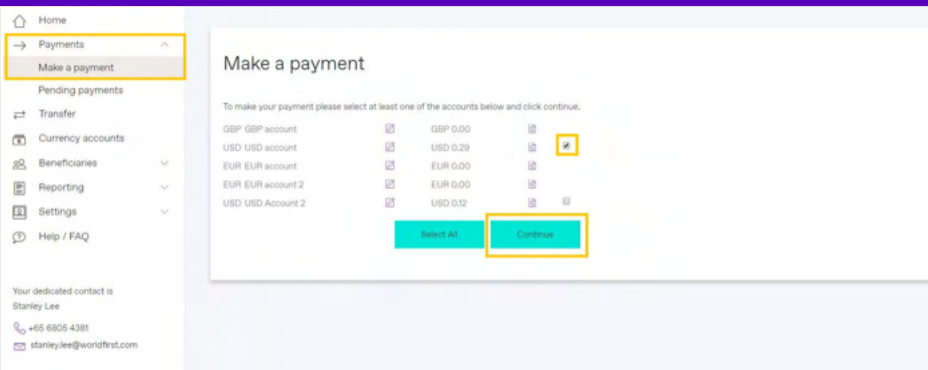 Home
Payments
Make a payment
Pending payments
Transfer
Currency accounts
Beneficiaries
Reporting
Settings
Help / FAQ
Your dedicated contact is
Stanley Lee
+65 6805 4381
stanley.lee@worldfirst.com
Make a payment
To make your payment please select at least one of the accounts below and click continue.
GBP GBP account GBP 0.00
USD USD account USD 0.29
EUR EUR account EUR 0.00
EUR EUR account 2 EUR 0.00
USD USD Account 2 USD 0.12
Select All Continue